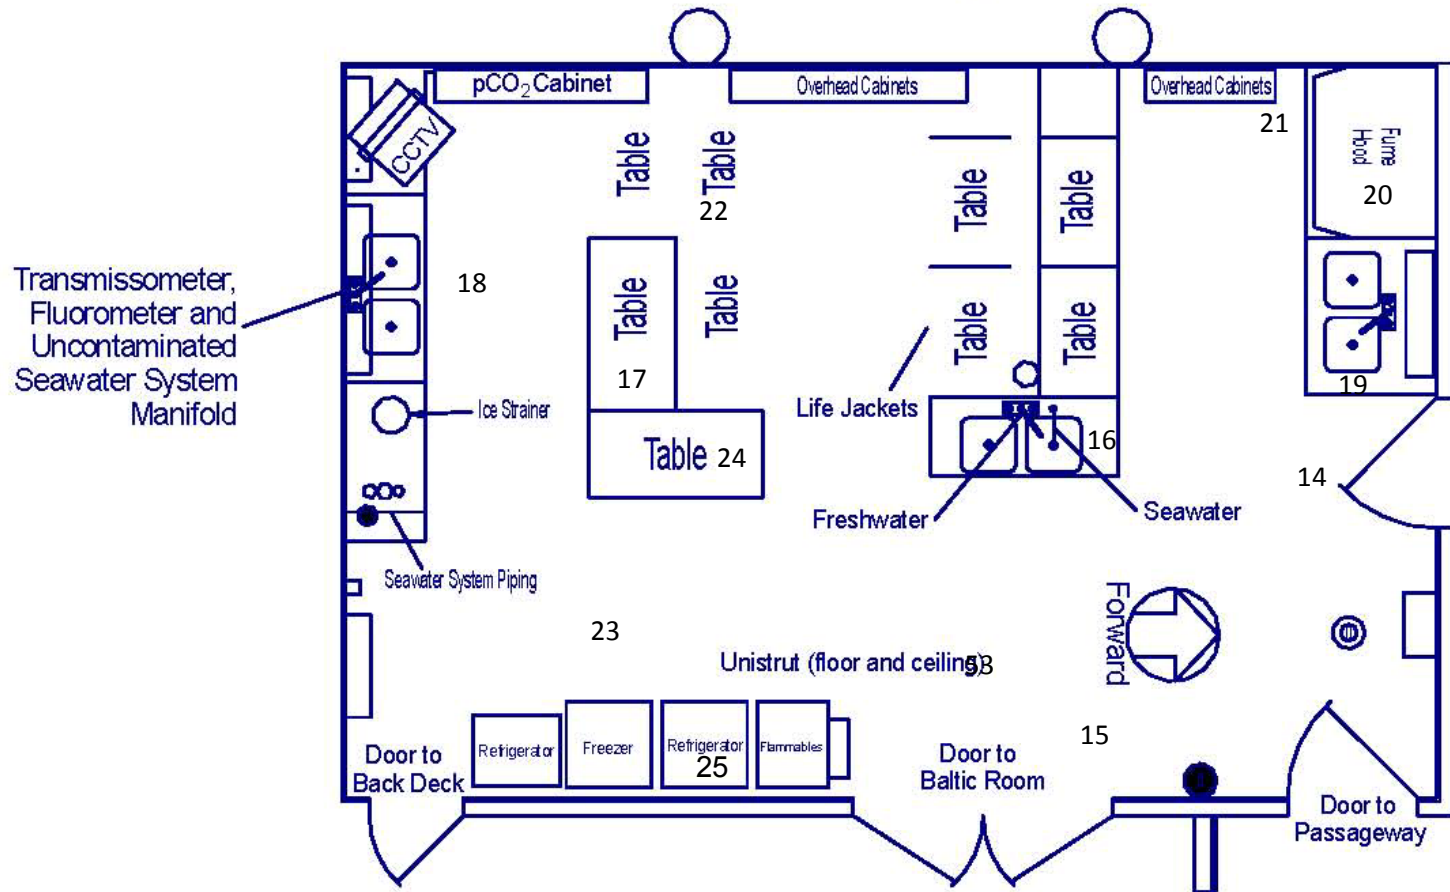 pCO2 Cabinet
Overhead Cabinets
Overhead Cabinets
CCTV
21
Fume
Hood
20
Table
Table
Table
Table
22
Transmissometer,
Fluorometer and
Uncontaminated
Seawater System
Manifold
18
Table
Table
Table
Table
17
19
Ice Strainer
Life Jackets
Table 24
16
14
Freshwater
Seawater
Seawater System Piping
Forward
23
Unistrut (floor and ceiling)
53
15
Refrigerator
Freezer
Refrigerator
25
Flammables
Door to
Back Deck
Door to
Baltic Room
Door to
Passageway